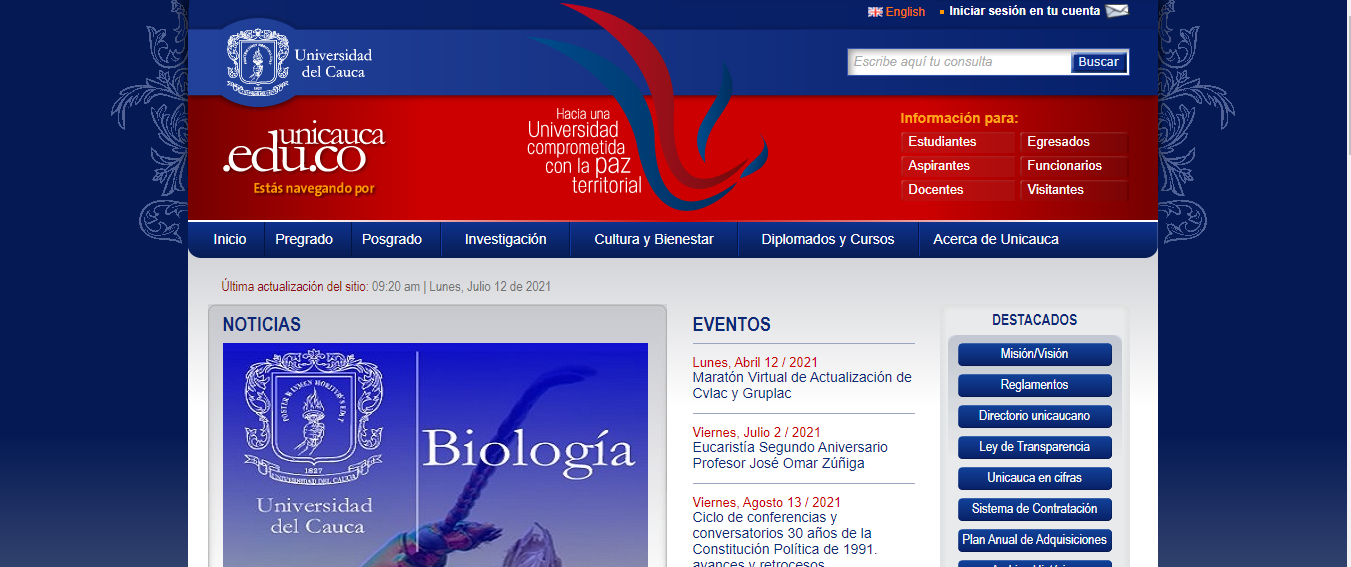 English
Iniciar sesión en tu cuenta
Universidad
del Cauca
1827
Escribe aquí tu consulta
Buscar
unicauca
.edu.co
Estás navegando por
Hacia una
Universidad
comprometida
con la paz
territorial
Información para:
Estudiantes
Egresados
Aspirantes
Funcionarios
Docentes
Visitantes
Inicio
Pregrado
Posgrado
Investigación
Cultura y Bienestar
Diplomados y Cursos
Acerca de Unicauca
Última actualización del sitio: 09:20 am | Lunes, Julio 12 de 2021
NOTICIAS
1827
UNIVERSIDAD DEL CAUCA
Universidad
del Cauca
Biología
EVENTOS
Lunes, Abril 12 / 2021
Maratón Virtual de Actualización de
Cvlac y Gruplac
Viernes, Julio 2 / 2021
Eucaristía Segundo Aniversario
Profesor José Omar Zúñiga
Viernes, Agosto 13 / 2021
Ciclo de conferencias y
conversatorios 30 años de la
Constitución Política de 1991.
avances y retrocesos
DESTACADOS
Misión/Visión
Reglamentos
Directorio unicaucano
Ley de Transparencia
Unicauca en cifras
Sistema de Contratación
Plan Anual de Adquisiciones